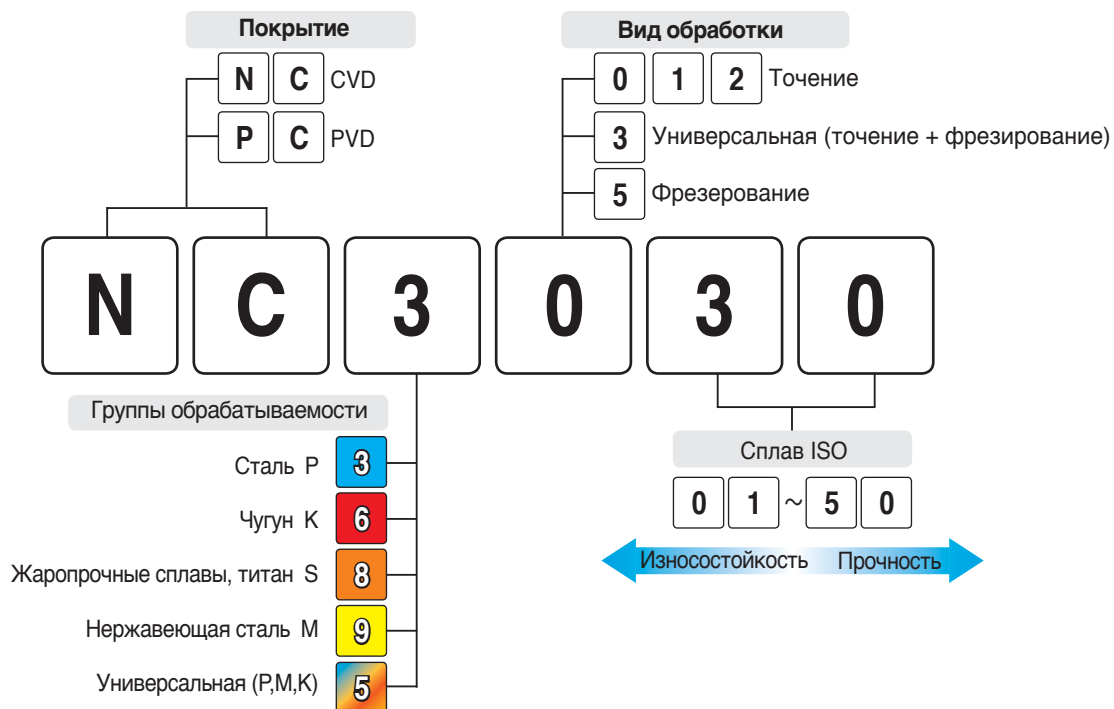 Покрытие
N C CVD
P C PVD
Вид обработки
0 1 2 Точение
3 Универсальная (точение + фрезирование)
5 Фрезерование
N C 3 0 3 0
Группы обрабатываемости
Сталь P 3
Чугун K 6
Жаропрочные сплавы, титан S 8
Нержавеющая сталь M 9
Универсальная (P,M,K) 5
Сплав ISO
0 1 ~ 5 0
Износостойкость Прочность